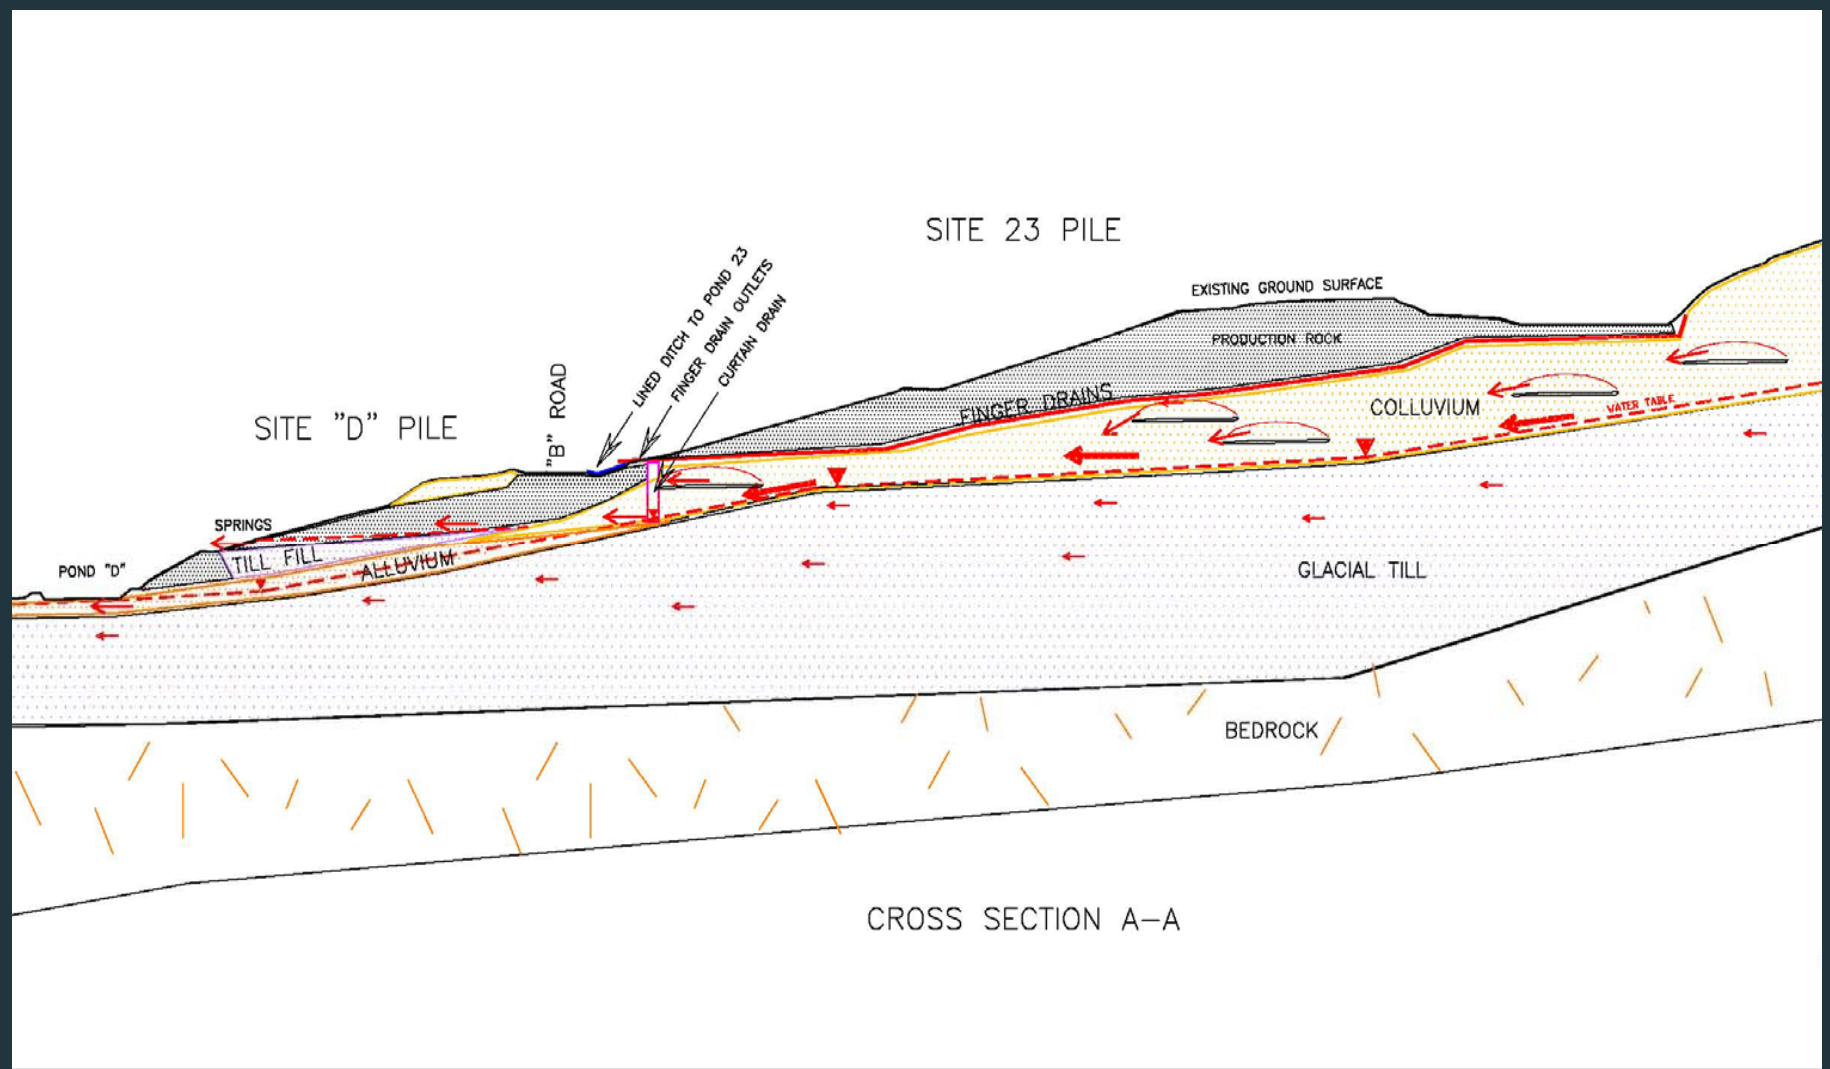 SITE 23 PILE
EXISTING GROUND SURFACE
PRODUCTION ROCK
LINED DITCH TO POND 23
FINGER DRAIN OUTLETS
CURTAIN DRAIN
"B" ROAD
SITE "D" PILE
FINGER DRAINS
COLLUVIUM
WATER TABLE
SPRINGS
TILL FILL
ALLUVIUM
POND "D"
GLACIAL TILL
BEDROCK
CROSS SECTION A-A